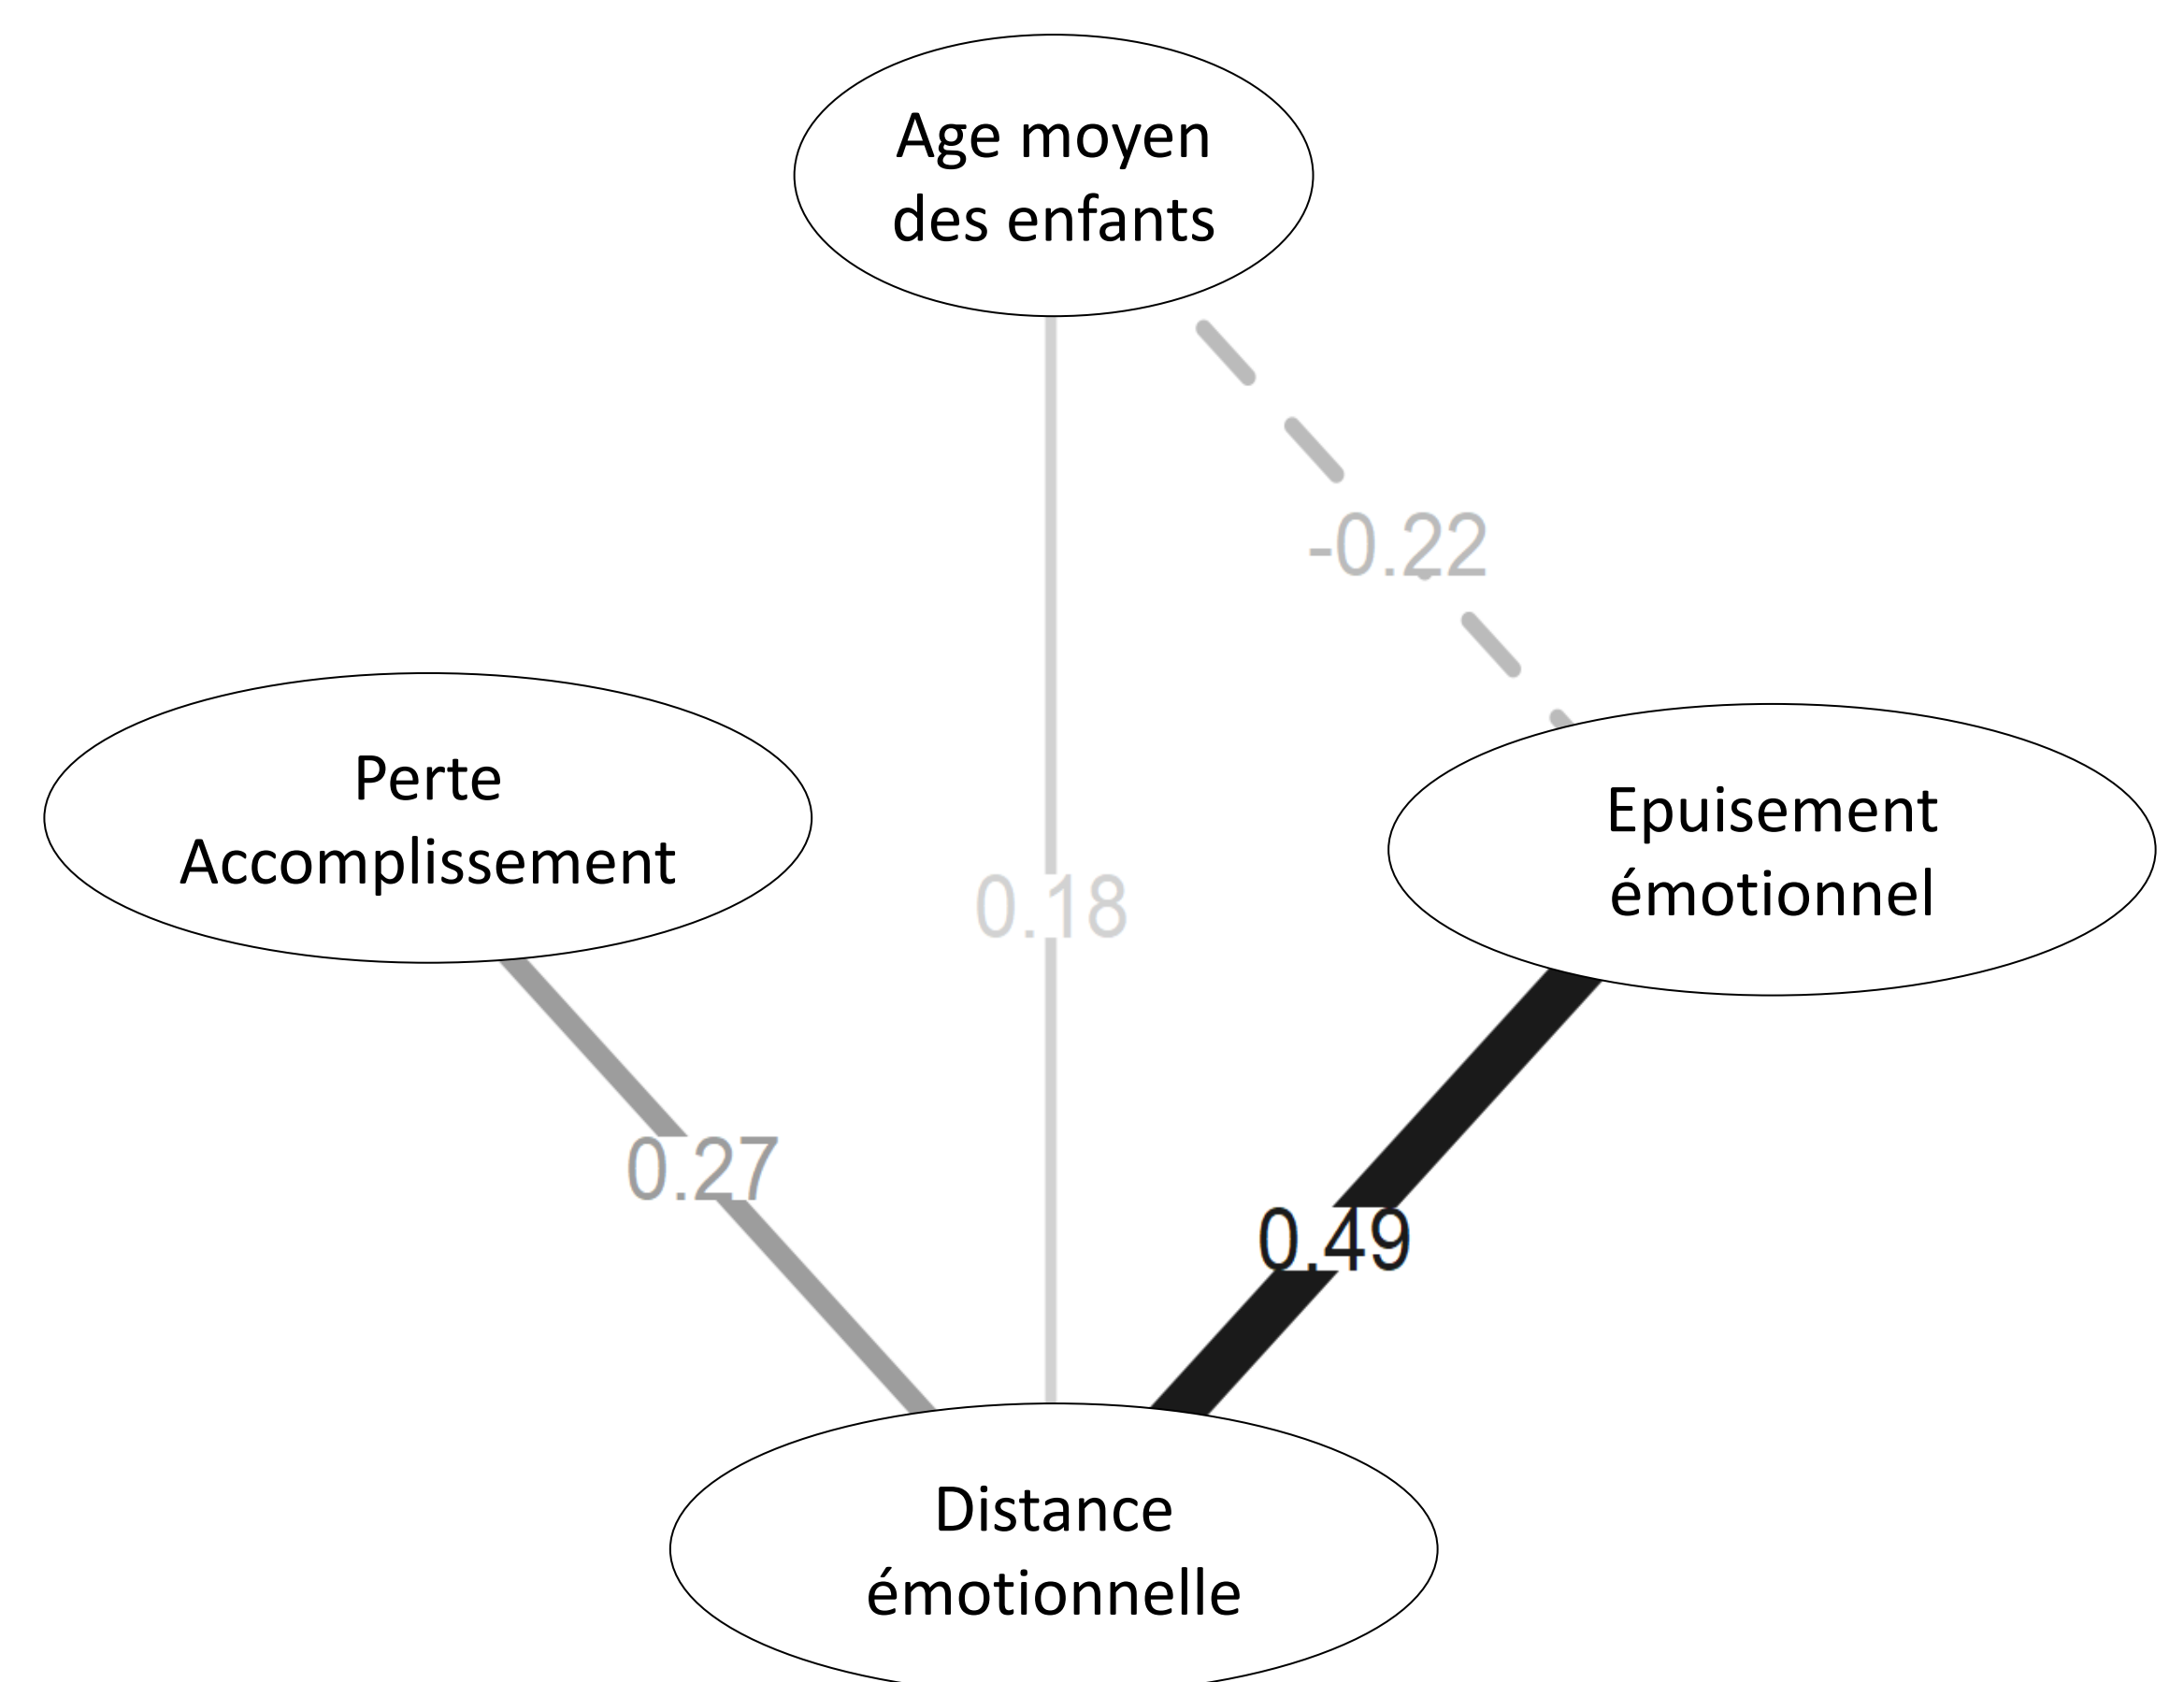 Age moyen
des enfants
-0.22
Perte
Accomplissement
Epuisement
émotionnel
0.18
0.27
0.49
Distance
émotionnelle